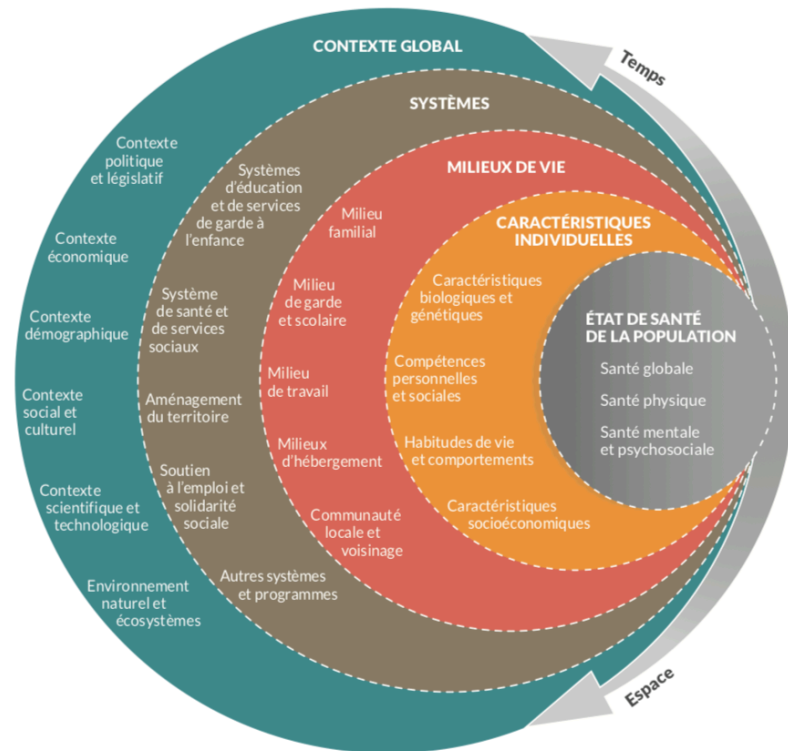 CONTEXTE GLOBAL
Contexte
politique
et législatif
Contexte
économique
Contexte
démographique
Contexte
social et
culturel
Contexte
scientifique et
technologique
Environnement
naturel et
écosystèmes
SYSTÈMES
Systèmes
d'éducation
et de services
de garde à
l'enfance
Système
de santé et
de services
sociaux
Aménagement
du territoire
Soutien
à l'emploi et
solidarité
sociale
Autres systèmes
et programmes
MILIEUX DE VIE
Milieu
familial
Milieu
de garde
et scolaire
Milieu
de travail
Milieux
d'hébergement
Communauté
locale et
voisinage
CARACTÉRISTIQUES
INDIVIDUELLES
Caractéristiques
biologiques et
génétiques
Compétences
personnelles
et sociales
Habitudes de vie
et comportements
Caractéristiques
socioéconomiques
ÉTAT DE SANTÉ
DE LA POPULATION
Santé globale
Santé physique
Santé mentale
et psychosociale
Temps
Espace